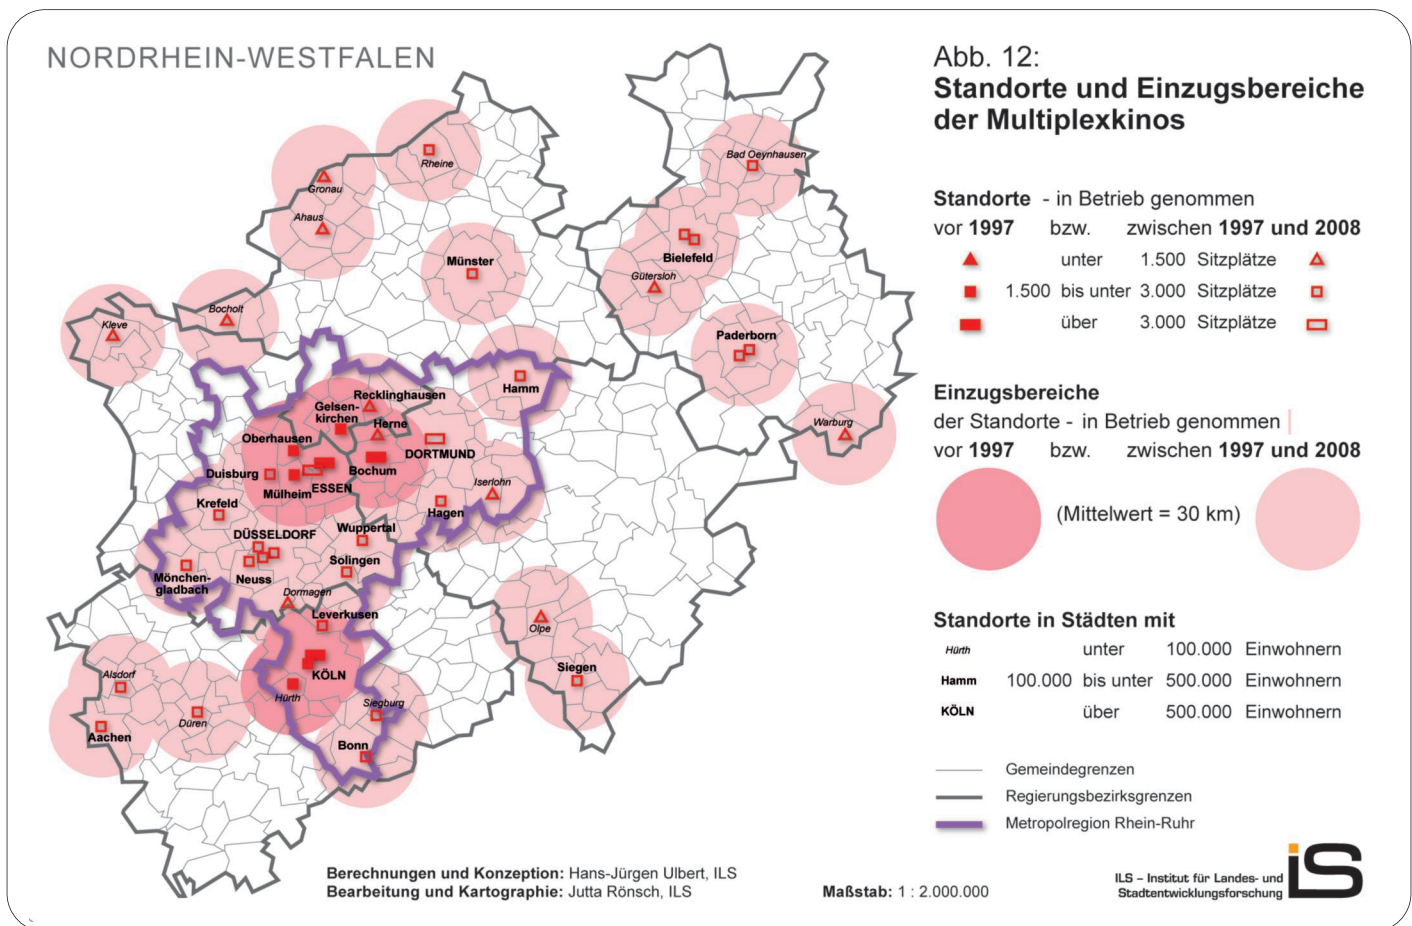 NORDRHEIN-WESTFALEN
Abb. 12:
Standorte und Einzugsbereiche
der Multiplexkinos
Standorte - in Betrieb genommen
vor 1997 bzw. zwischen 1997 und 2008
unter 1.500 Sitzplätze
1.500 bis unter 3.000 Sitzplätze
über 3.000 Sitzplätze
Einzugsbereiche
der Standorte - in Betrieb genommen
vor 1997 bzw. zwischen 1997 und 2008
(Mittelwert = 30 km)
Standorte in Städten mit
Hürth unter 100.000 Einwohnern
Hamm 100.000 bis unter 500.000 Einwohnern
KÖLN über 500.000 Einwohnern
Gemeindegrenzen
Regierungsbezirksgrenzen
Metropolregion Rhein-Ruhr
Rheine
Bad Oeynhausen
Gronau
Ahaus
Münster
Bielefeld
Gütersloh
Bocholt
Kleve
Paderborn
Hamm
Recklinghausen
Gelsen-
kirchen
Herne
Warburg
Oberhausen
DORTMUND
Duisburg
Bochum
Mülheim
ESSEN
Iserlohn
Krefeld
Hagen
Wuppertal
DÜSSELDORF
Solingen
Mönchen-
gladbach
Neuss
Dormagen
Leverkusen
Olpe
Siegen
Alsdorf
KÖLN
Hürth
Siegburg
Düren
Aachen
Bonn
Berechnungen und Konzeption: Hans-Jürgen Ulbert, ILS
Bearbeitung und Kartographie: Jutta Rönsch, ILS
Maßstab: 1 : 2.000.000
ILS – Institut für Landes- und
Stadtentwicklungsforschung
iLS